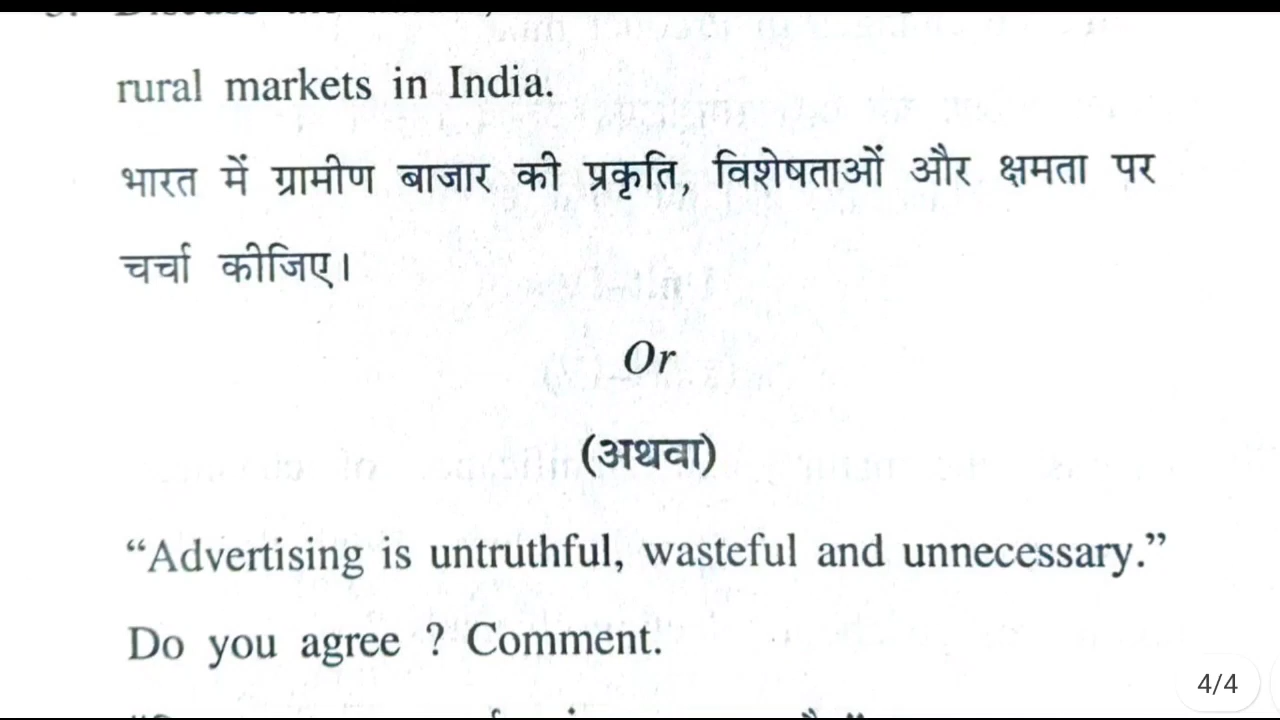 rural markets in India.
भारत में ग्रामीण बाजार की प्रकृति, विशेषताओं और क्षमता पर
चर्चा कीजिए।
Or
(अथवा)
“Advertising is untruthful, wasteful and unnecessary.”
Do you agree ? Comment.
4/4